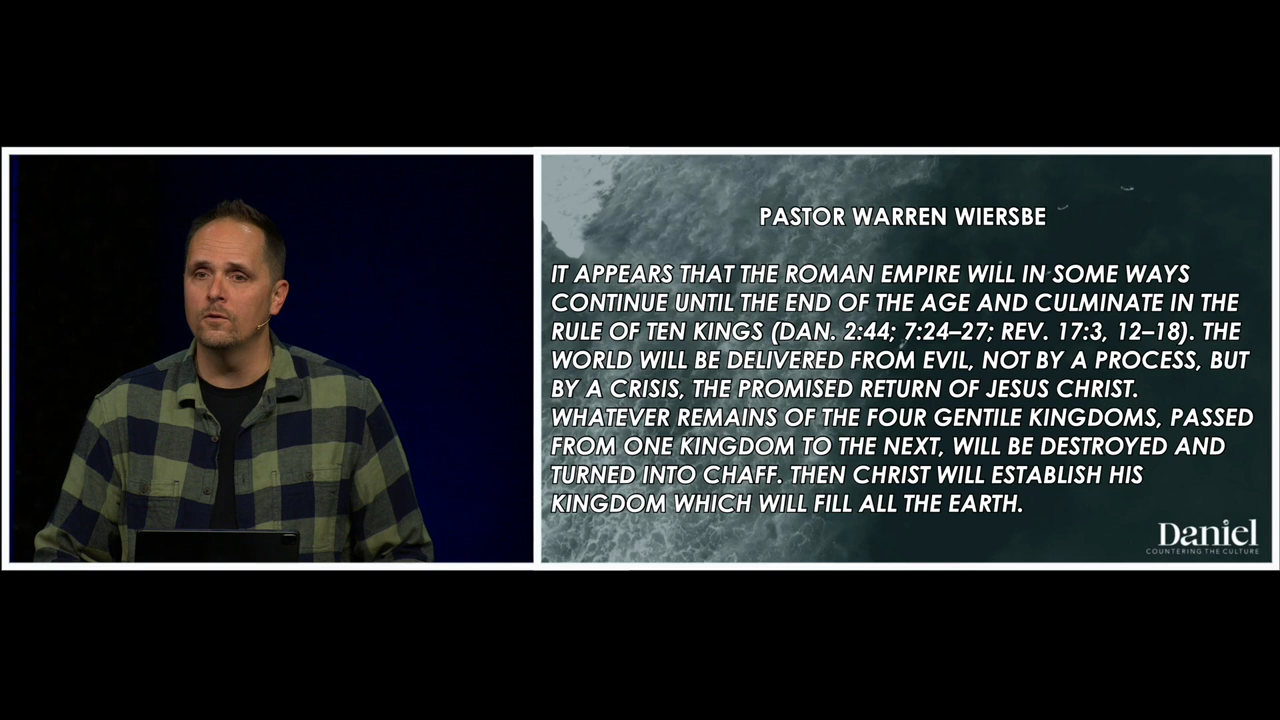 PASTOR WARREN WIERSBE
IT APPEARS THAT THE ROMAN EMPIRE WILL IN SOME WAYS
CONTINUE UNTIL THE END OF THE AGE AND CULMINATE IN THE
RULE OF TEN KINGS (DAN. 2:44; 7:24–27; REV. 17:3, 12–18). THE
WORLD WILL BE DELIVERED FROM EVIL, NOT BY A PROCESS, BUT
BY A CRISIS, THE PROMISED RETURN OF JESUS CHRIST.
WHATEVER REMAINS OF THE FOUR GENTILE KINGDOMS, PASSED
FROM ONE KINGDOM TO THE NEXT, WILL BE DESTROYED AND
TURNED INTO CHAFF. THEN CHRIST WILL ESTABLISH HIS
KINGDOM WHICH WILL FILL ALL THE EARTH.
Daniel
COUNTERING THE CULTURE